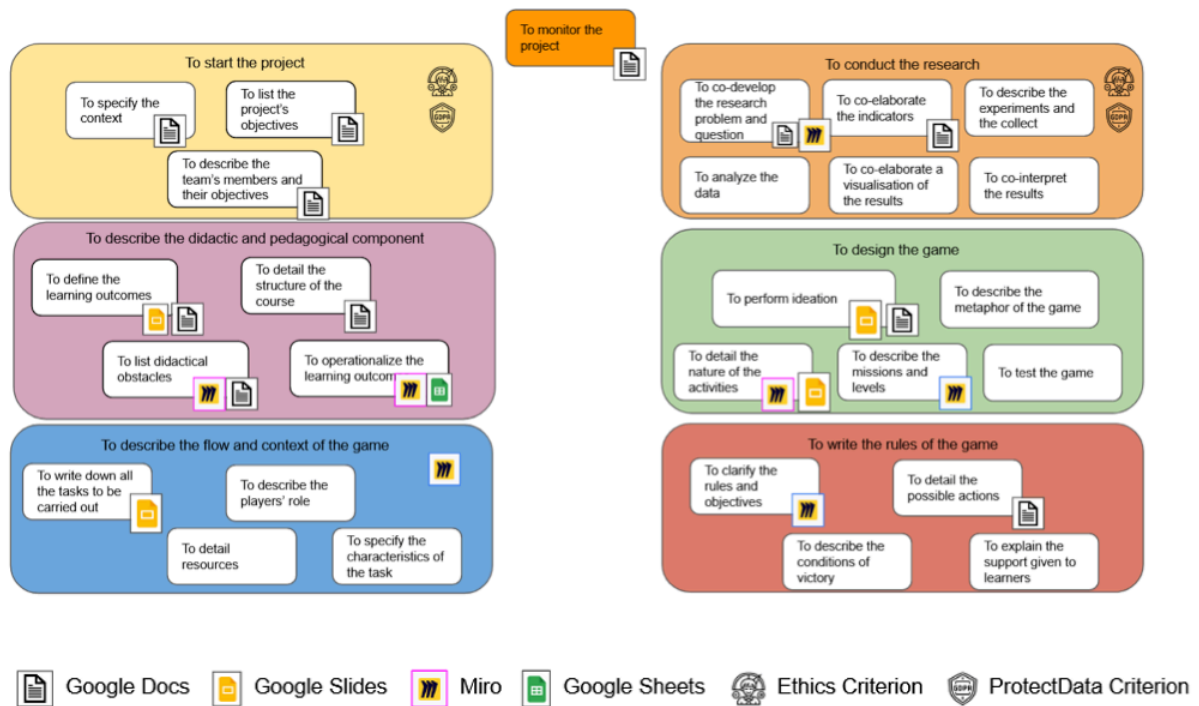 To monitor the
project
To start the project
To specify the
context
To list the
project's
objectives
To describe the
team's members and
their objectives
GDPR
To conduct the research
To co-develop
the research
problem and
question
To co-elaborate
the indicators
To describe the
experiments and
the collect
To analyze the
data
To co-elaborate a
visualisation of
the results
To co-interpret
the results
GDPR
To describe the didactic and pedagogical component
To define the
learning outcomes
To detail the
structure of the
course
To list didactical
obstacles
To operationalize the
learning outcom
To design the game
To perform ideation
To describe the
metaphor of the game
To detail the
nature of the
activities
To describe the
missions and
levels
To test the game
To describe the flow and context of the game
To write down all
the tasks to be
carried out
To describe the
players' role
To detail
resources
To specify the
characteristics of
the task
To write the rules of the game
To clarify the
rules and
objectives
To detail the
possible actions
To describe the
conditions of
victory
To explain the
support given to
learners
Google Docs
Google Slides
Miro
Google Sheets
Ethics Criterion
GDPR
ProtectData Criterion